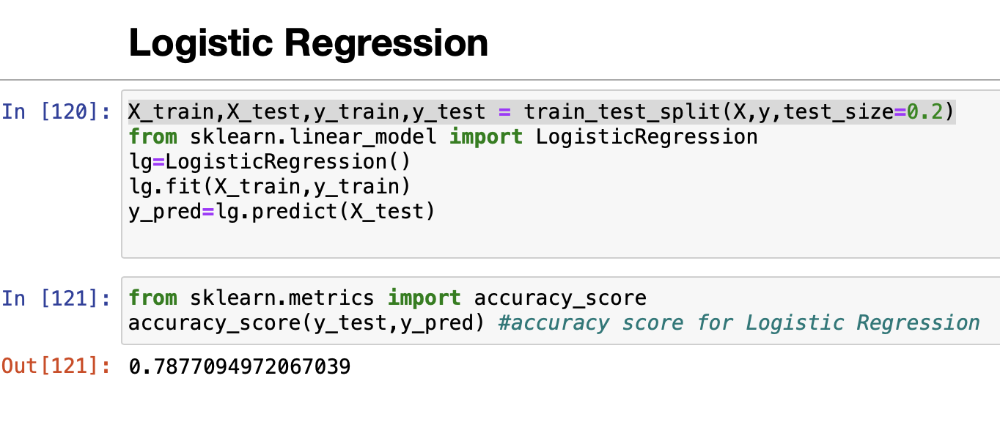 Logistic Regression
In [120]: X_train,X_test,y_train,y_test = train_test_split(X,y,test_size=0.2)
from sklearn.linear_model import LogisticRegression
lg=LogisticRegression()
lg.fit(X_train,y_train)
y_pred=lg.predict(X_test)
In [121]: from sklearn.metrics import accuracy_score
accuracy_score(y_test,y_pred) #accuracy score for Logistic Regression
Out[121]: 0.7877094972067039